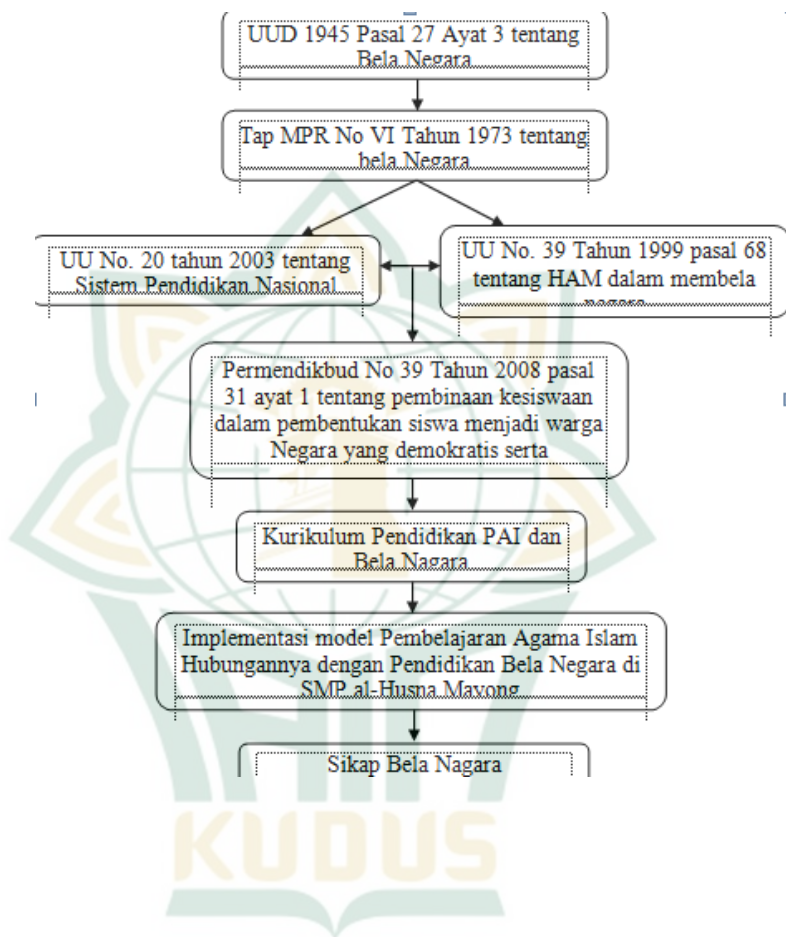 UUD 1945 Pasal 27 Ayat 3 tentang
Bela Negara
Tap MPR No VI Tahun 1973 tentang
bela Negara
UU No. 20 tahun 2003 tentang
Sistem Pendidikan Nasional
UU No. 39 Tahun 1999 pasal 68
tentang HAM dalam membela
negara
Permendikbud No 39 Tahun 2008 pasal
31 ayat 1 tentang pembinaan kesiswaan
dalam pembentukan siswa menjadi warga
Negara yang demokratis serta
Kurikulum Pendidikan PAI dan
Bela Nagara
Implementasi model Pembelajaran Agama Islam
Hubungannya dengan Pendidikan Bela Negara di
SMP al-Husna Mayong
Sikap Bela Nagara
KUDUS